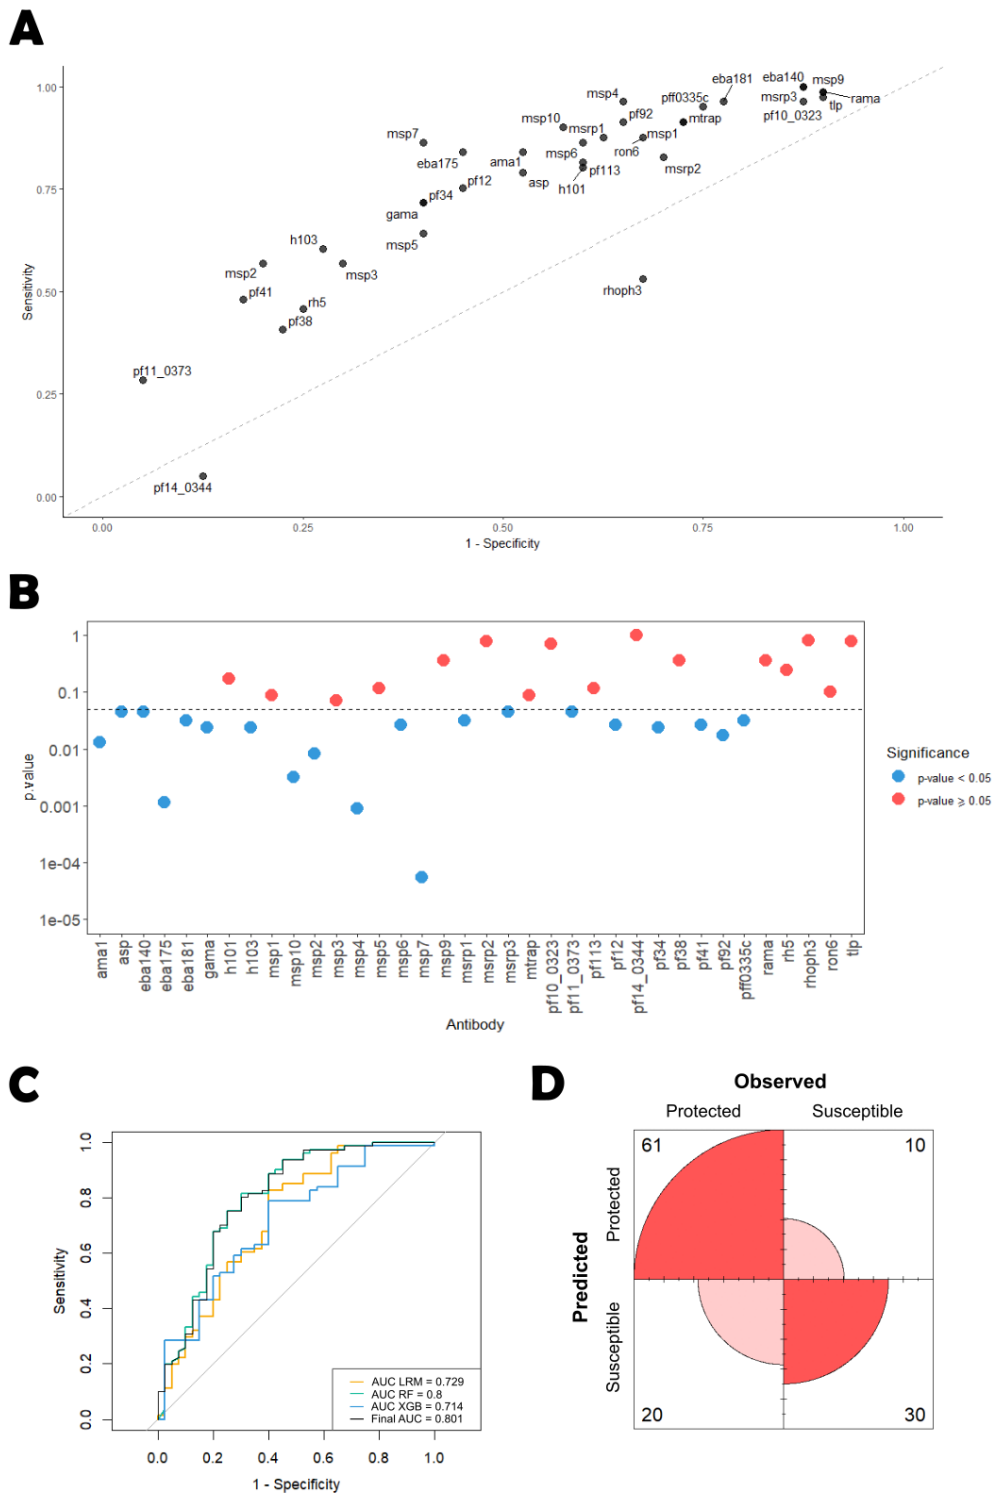 A
1.00
0.75
0.50
0.25
0.00
Sensitivity
eba181
eba140
msp9
msp4
pff0335c
msrp3
rama
tlp
msp10
pf92
mtrap
pf10_0323
msp7
msrp1
msp1
eba175
ama1
msp6
ron6
msrp2
pf12
asp
h101
pf113
pf34
gama
msp5
h103
msp2
msp3
rhoph3
pf41
rh5
pf38
pf11_0373
pf14_0344
0.00
0.25
0.50
0.75
1.00
1 - Specificity
B
1
0.1
0.01
0.001
1e-04
1e-05
p.value
Significance
p-value < 0.05
p-value ⩾ 0.05
ama1
asp
eba140
eba175
eba181
gama
h101
h103
msp1
msp10
msp2
msp3
msp4
msp5
msp6
msp7
msp9
msrp1
msrp2
msrp3
mtrap
pf10_0323
pf11_0373
pf113
pf12
pf14_0344
pf34
pf38
pf41
pf92
pff0335c
rama
rh5
rhoph3
ron6
tlp
Antibody
C
1.0
0.8
0.6
0.4
0.2
0.0
Sensitivity
AUC LRM = 0.729
AUC RF = 0.8
AUC XGB = 0.714
Final AUC = 0.801
0.0
0.2
0.4
0.6
0.8
1.0
1 - Specificity
D
Observed
Protected
Susceptible
61
10
Predicted
Protected
Susceptible
20
30